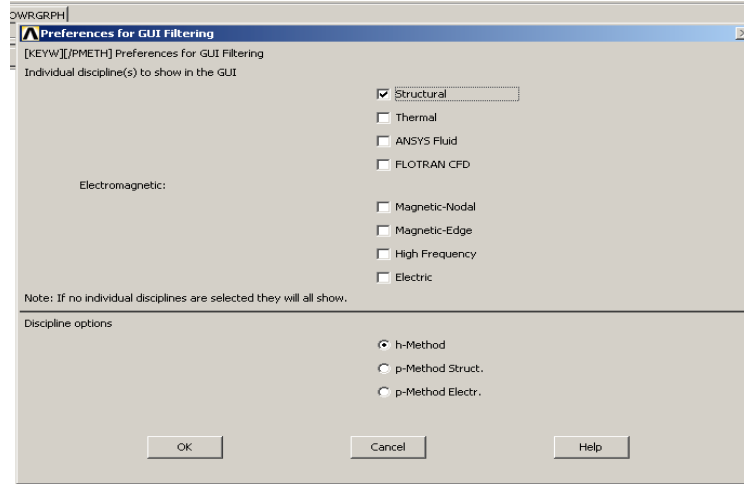 OWRGRPH
Preferences for GUI Filtering
[KEYW][/PMETH] Preferences for GUI Filtering
Individual discipline(s) to show in the GUI
Structural
Thermal
ANSYS Fluid
FLOTRAN CFD
Electromagnetic:
Magnetic-Nodal
Magnetic-Edge
High Frequency
Electric
Note: If no individual disciplines are selected they will all show.
Discipline options
h-Method
p-Method Struct.
p-Method Electr.
OK Cancel Help